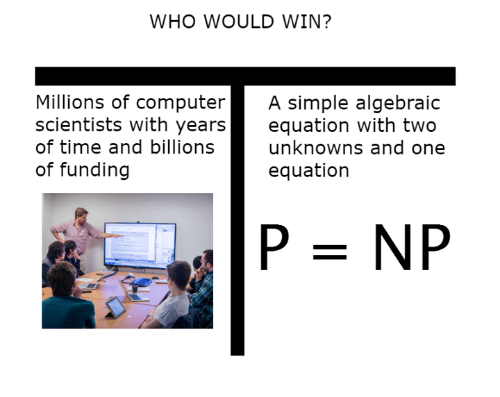 WHO WOULD WIN?
Millions of computer
scientists with years
of time and billions
of funding
A simple algebraic
equation with two
unknowns and one
equation
P = NP